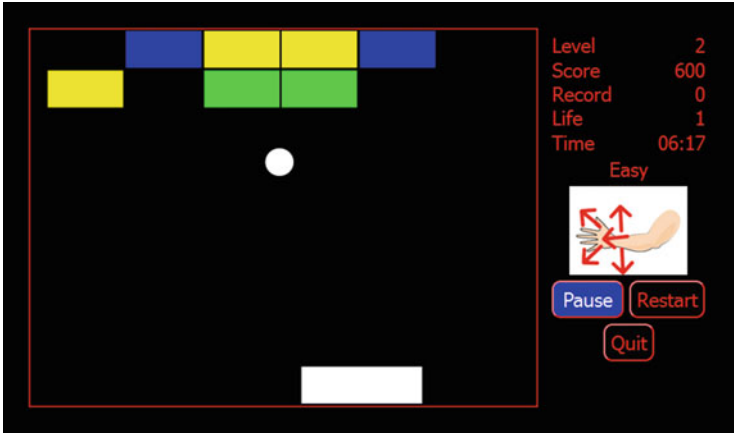 Level 2
Score 600
Record 0
Life 1
Time 06:17
Easy
Pause Restart
Quit